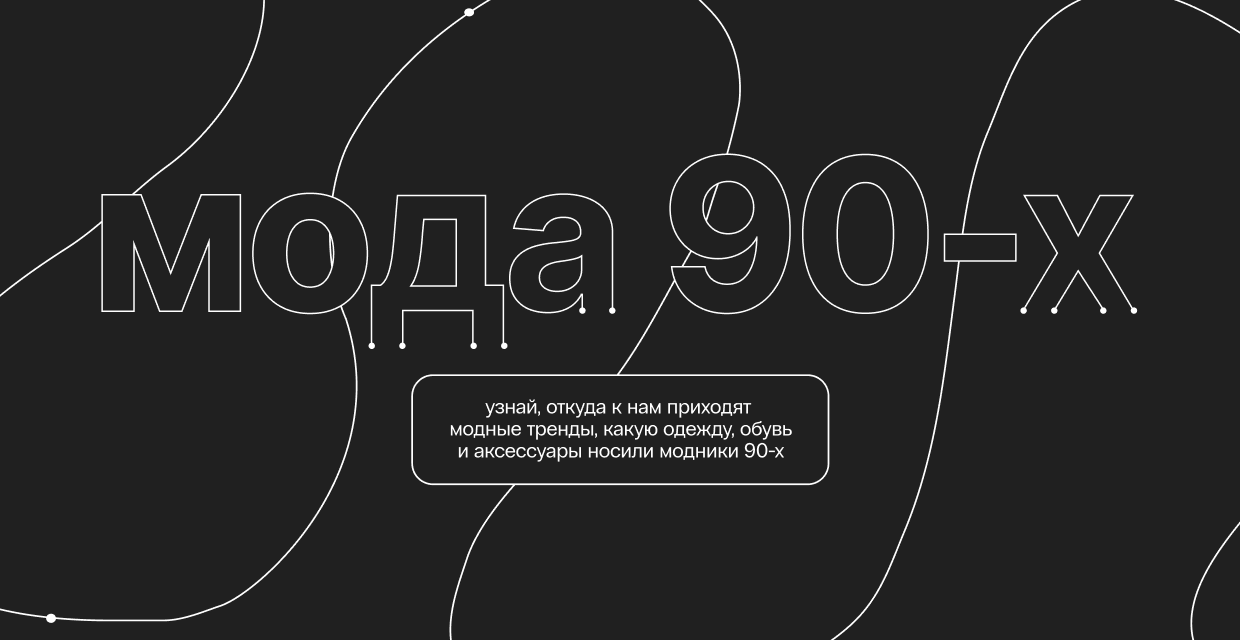 мода 90-х
узнай, откуда к нам приходят
модные тренды, какую одежду, обувь
и аксессуары носили модники 90-х